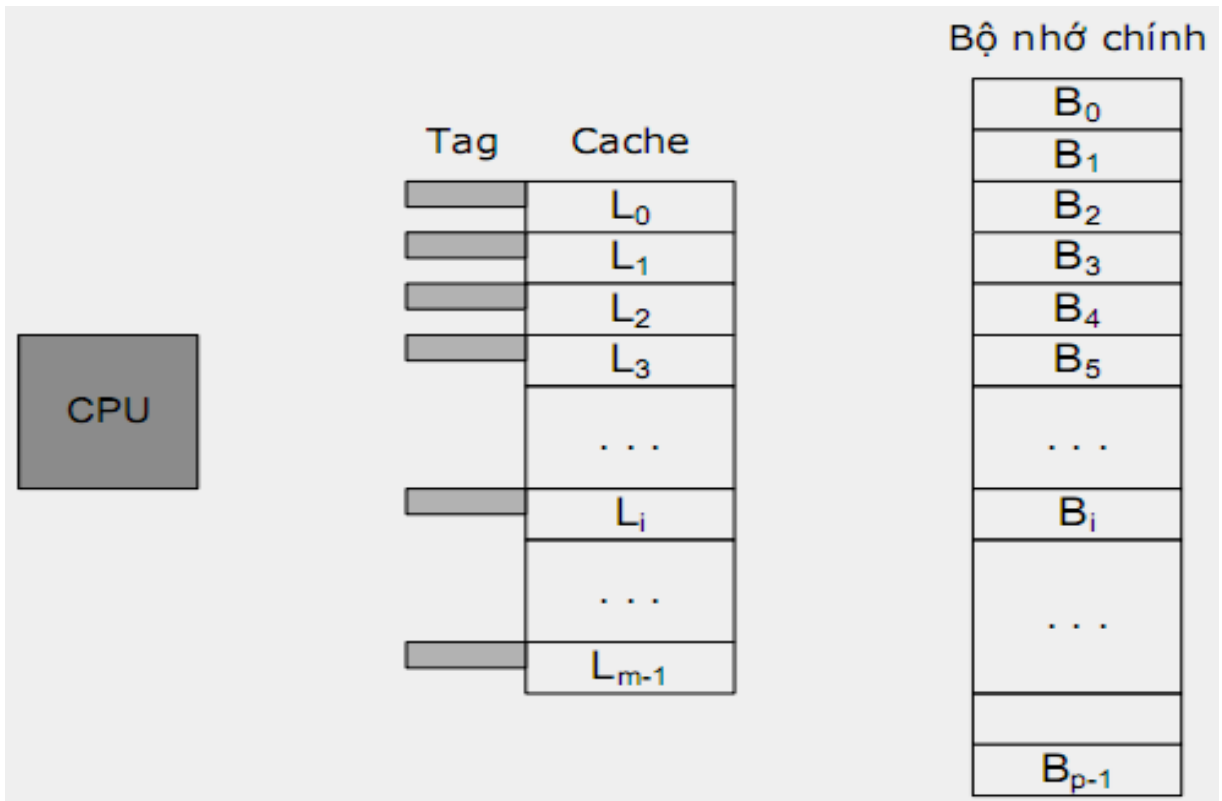 Bộ nhớ chính
Tag Cache
CPU
L₀
L₁
L₂
L₃
. . .
Lᵢ
. . .
Lₘ₋₁
B₀
B₁
B₂
B₃
B₄
B₅
. . .
Bᵢ
. . .
Bₚ₋₁